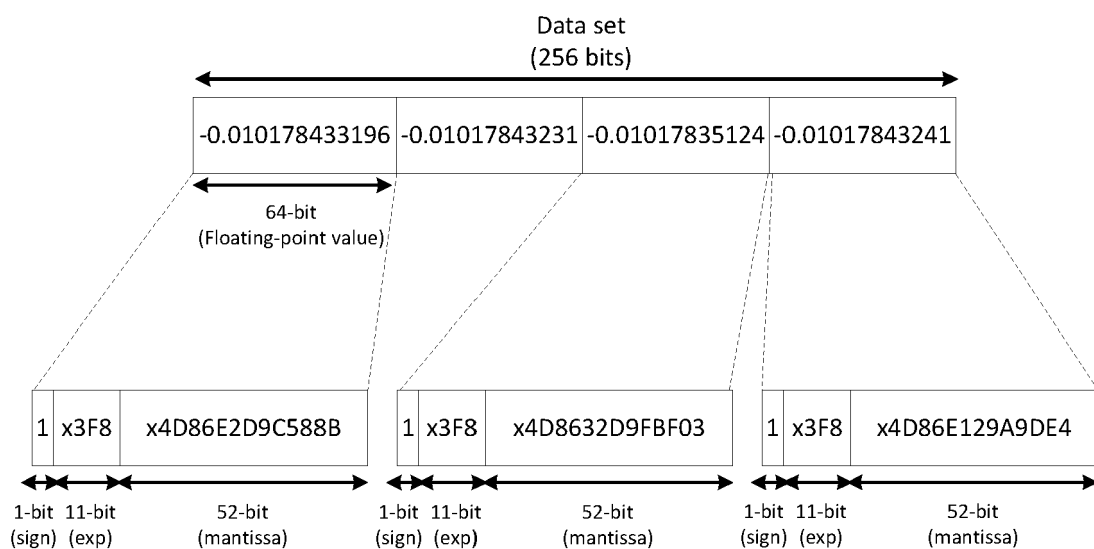 Data set
(256 bits)
-0.010178433196 -0.01017843231 -0.01017835124 -0.01017843241
64-bit
(Floating-point value)
1 x3F8 x4D86E2D9C588B 1 x3F8 x4D8632D9FBF03 1 x3F8 x4D86E129A9DE4
1-bit 11-bit 52-bit 1-bit 11-bit 52-bit 1-bit 11-bit 52-bit
(sign) (exp) (mantissa) (sign) (exp) (mantissa) (sign) (exp) (mantissa)